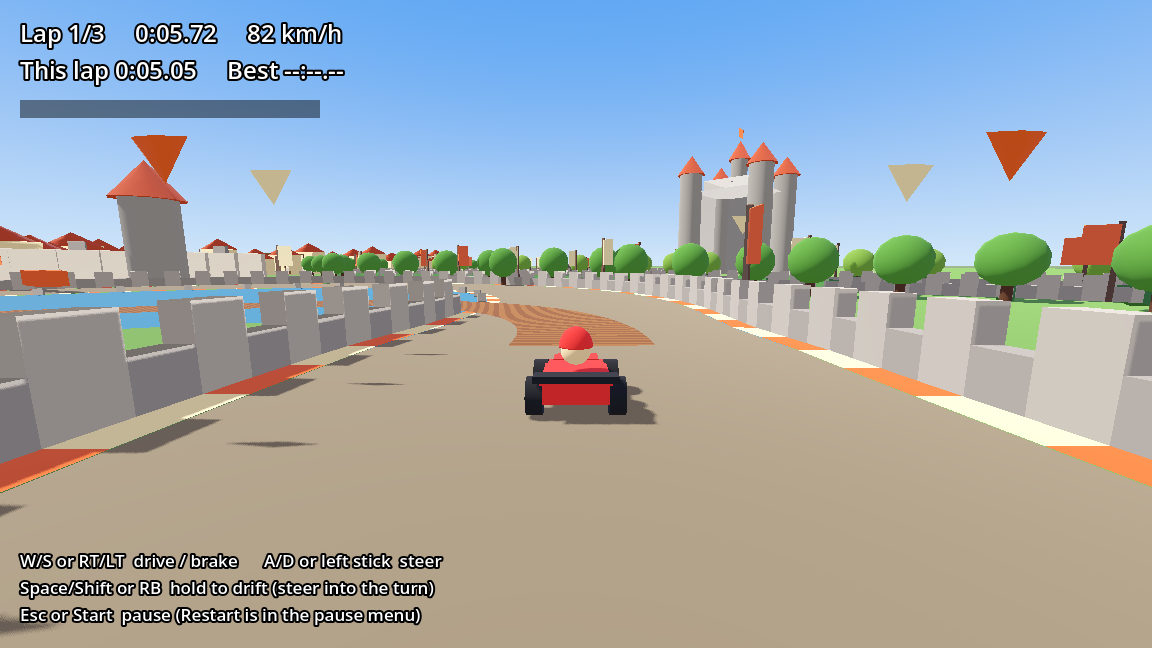 Lap 1/3 0:05.72 82 km/h
This lap 0:05.05 Best --:--.--
W/S or RT/LT drive / brake A/D or left stick steer
Space/Shift or RB hold to drift (steer into the turn)
Esc or Start pause (Restart is in the pause menu)